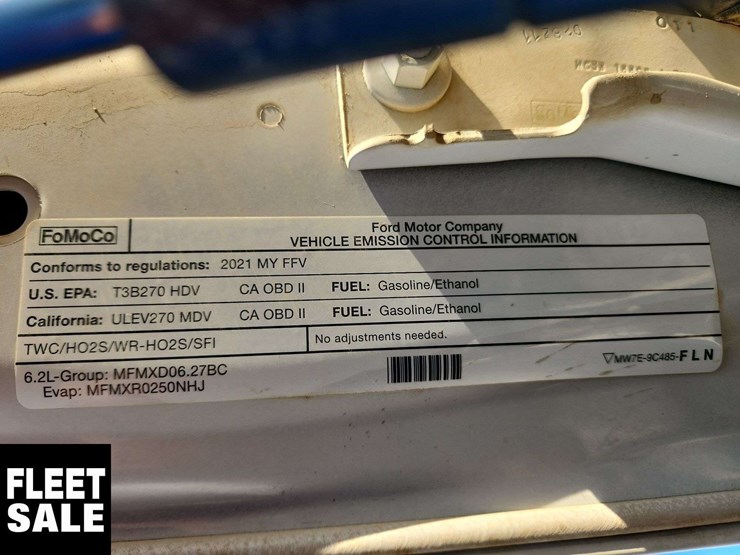 011
FoMoCo
Ford Motor Company
VEHICLE EMISSION CONTROL INFORMATION
Conforms to regulations: 2021 MY FFV
U.S. EPA: T3B270 HDV CA OBD II FUEL: Gasoline/Ethanol
California: ULEV270 MDV CA OBD II FUEL: Gasoline/Ethanol
TWC/HO2S/WR-HO2S/SFI No adjustments needed.
6.2L-Group: MFMXD06.27BC
Evap: MFMXR0250NHJ
MW7E-9C485-FLN
FLEET
SALE